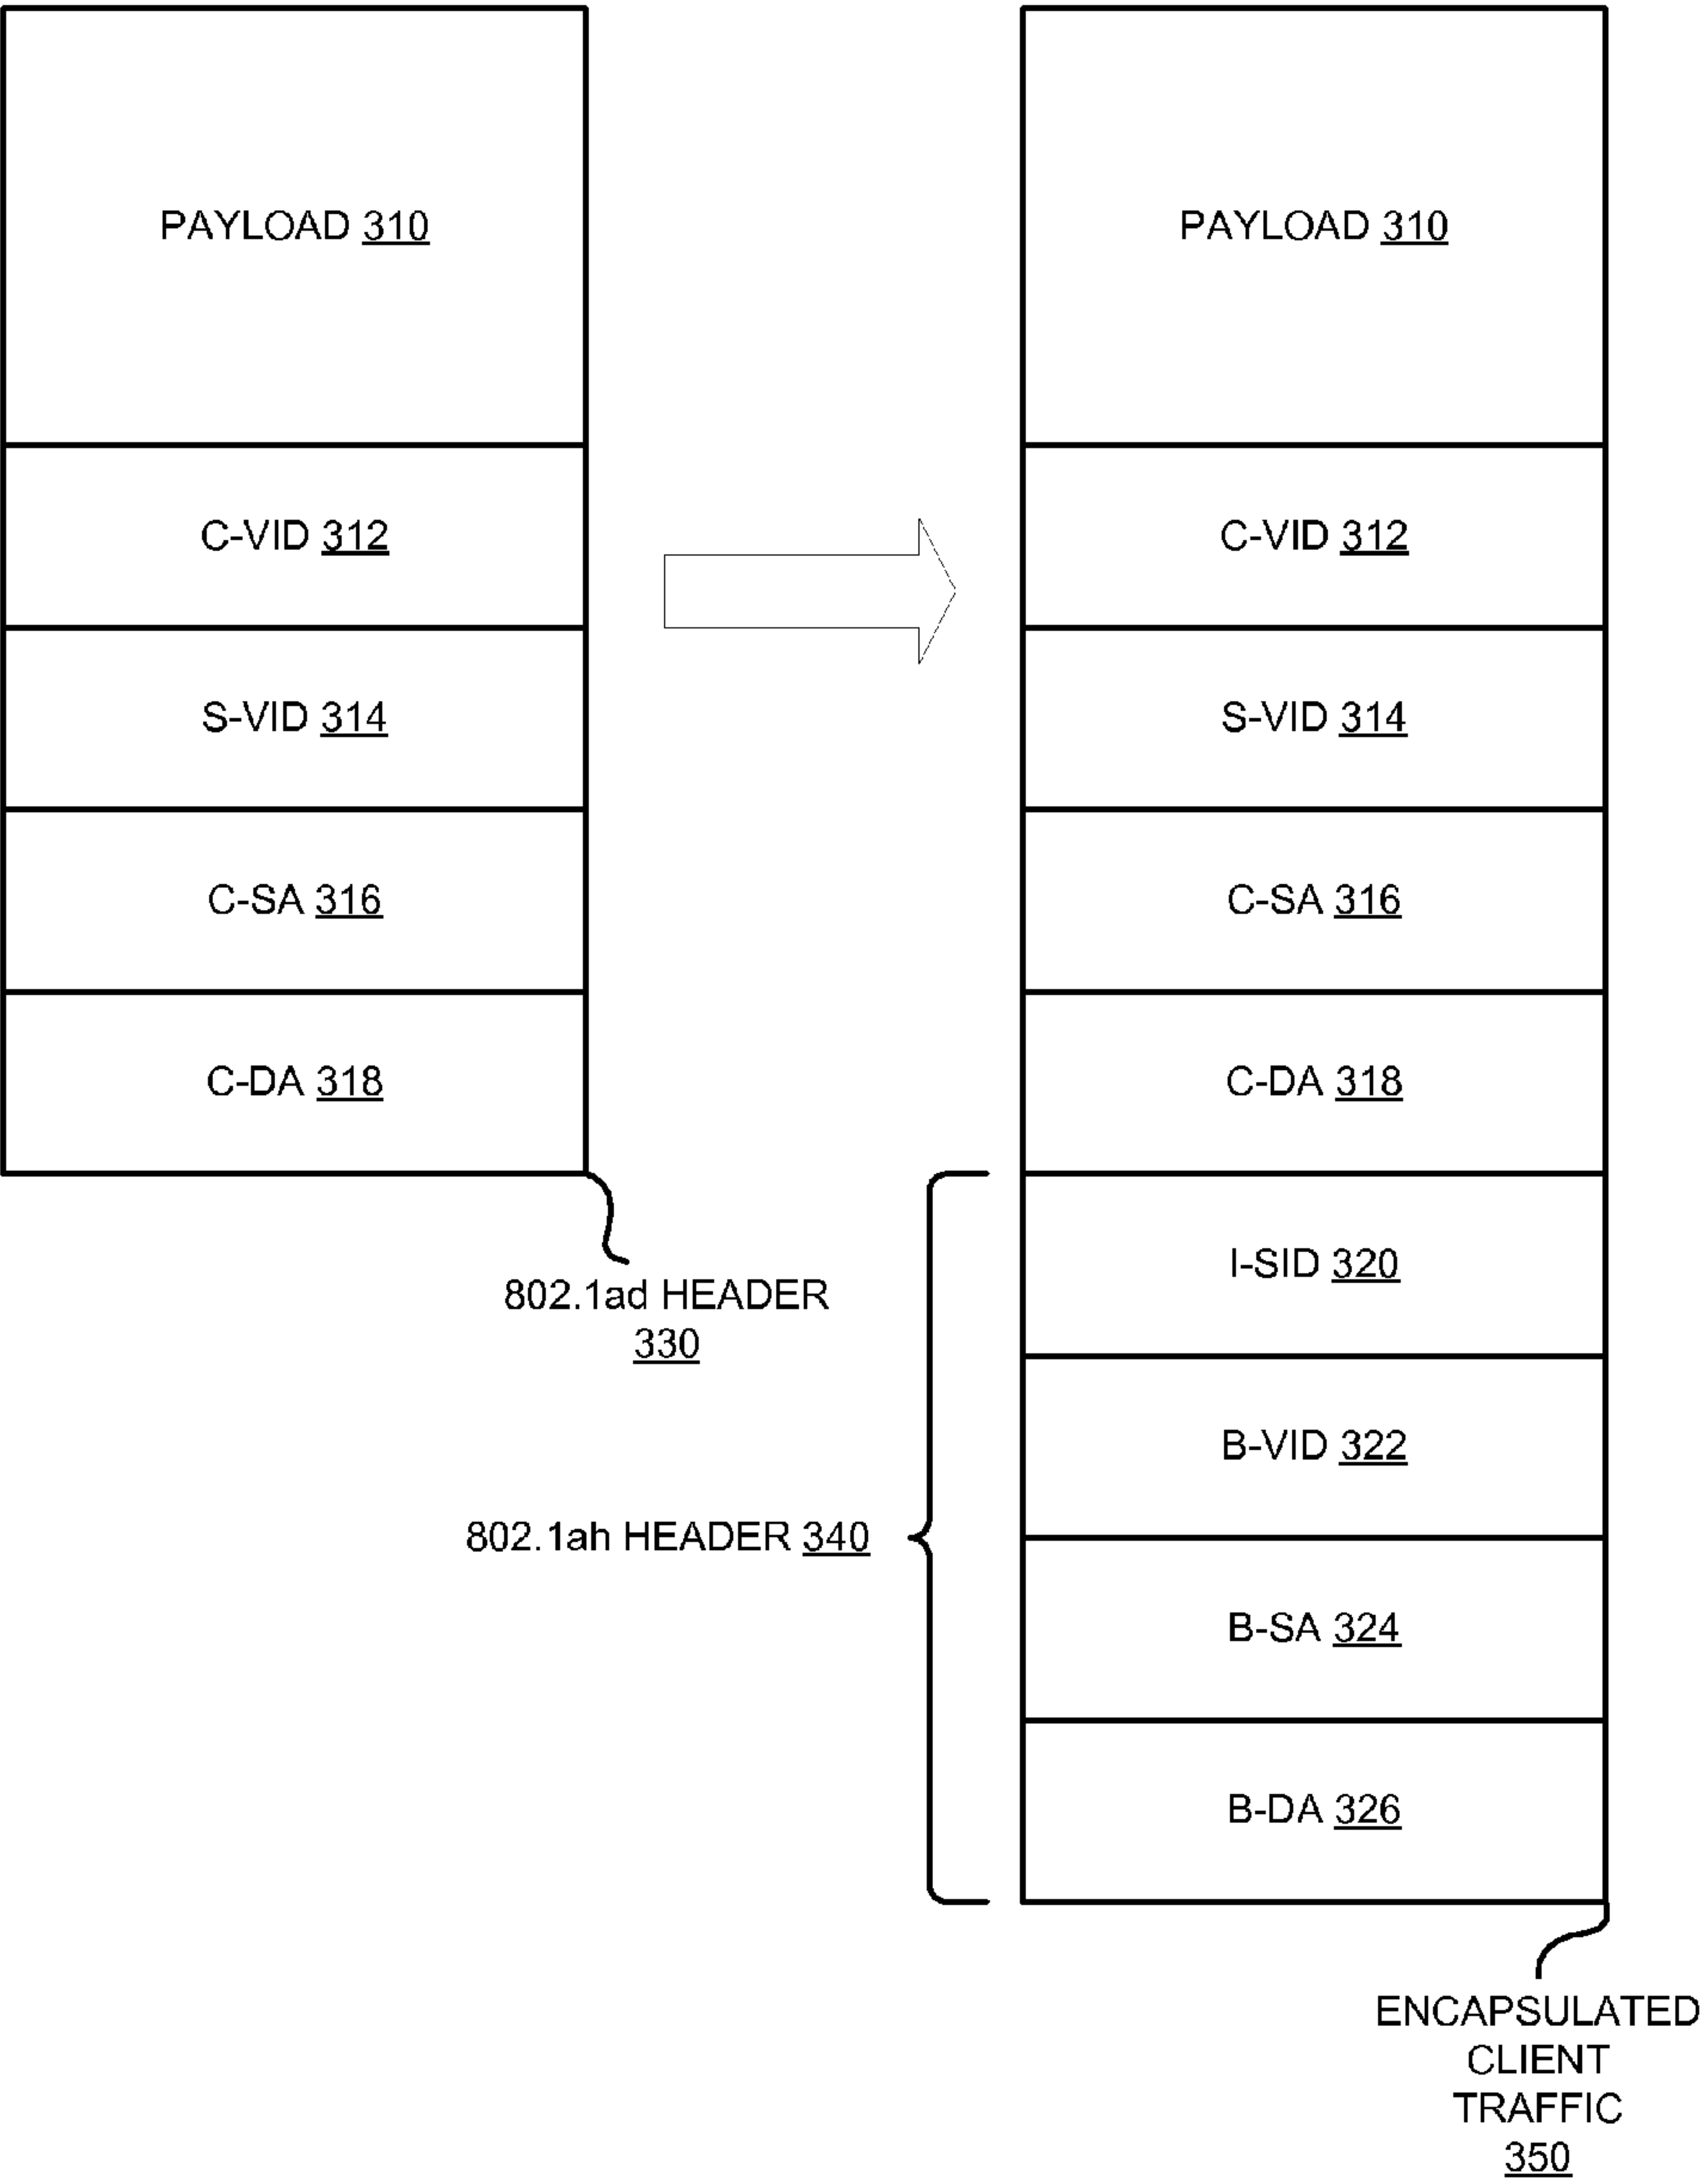 PAYLOAD 310
C-VID 312
S-VID 314
C-SA 316
C-DA 318
802.1ad HEADER
330
802.1ah HEADER 340
PAYLOAD 310
C-VID 312
S-VID 314
C-SA 316
C-DA 318
I-SID 320
B-VID 322
B-SA 324
B-DA 326
ENCAPSULATED
CLIENT
TRAFFIC
350